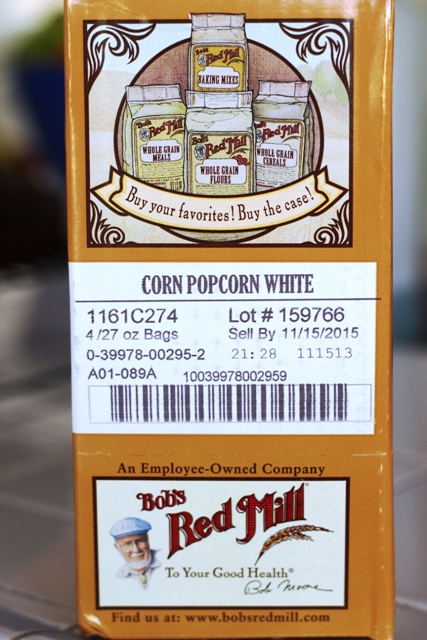 Bob's
Red Mill
BAKING MIXES
Bob's
Red Mill
WHOLE GRAIN
MEALS
Bob's
Red Mill
WHOLE GRAIN
FLOURS
Bob's
Red Mill
WHOLE GRAIN
CEREALS
Buy your favorites! Buy the case!
CORN POPCORN WHITE
1161C274 Lot # 159766
4/27 oz Bags Sell By 11/15/2015
0-39978-00295-2 21:28 111513
A01-089A 10039978002959
An Employee-Owned Company
Bob's
Red Mill
To Your Good Health®
Bob Moore
Find us at: www.bobsredmill.com